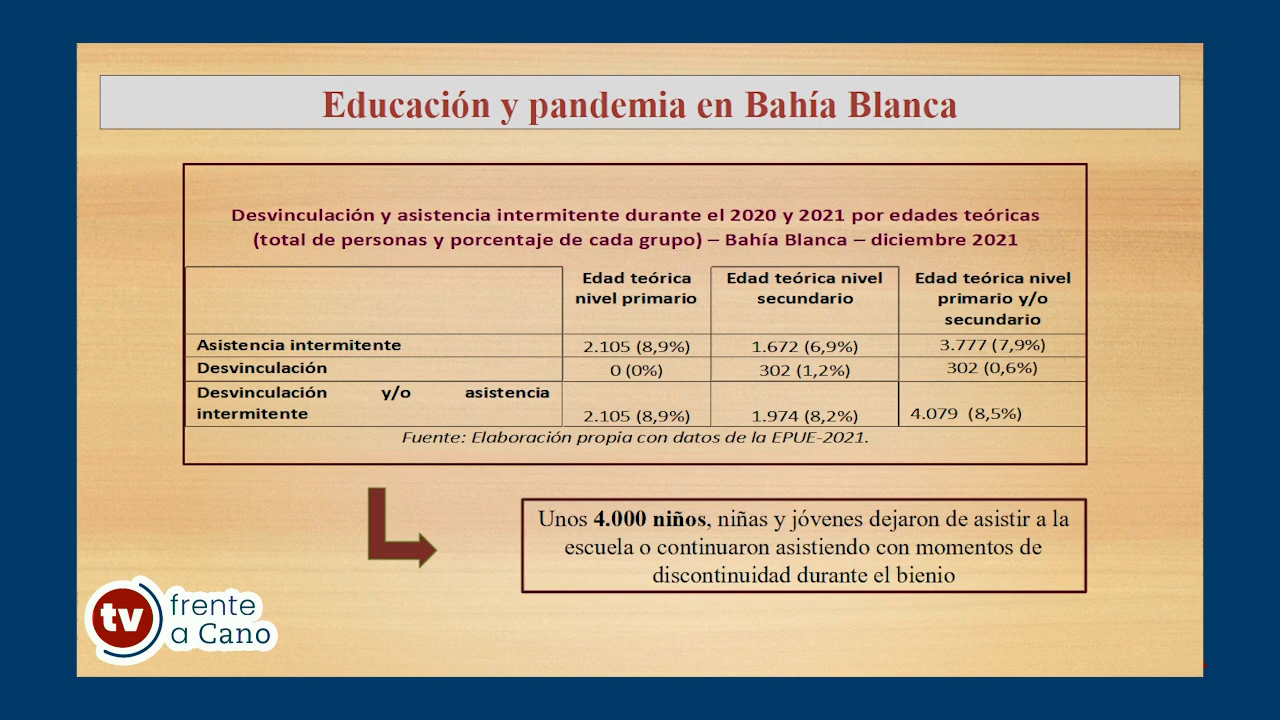 Educación y pandemia en Bahía Blanca
Desvinculación y asistencia intermitente durante el 2020 y 2021 por edades teóricas
(total de personas y porcentaje de cada grupo) – Bahía Blanca – diciembre 2021
Edad teórica nivel primario
Edad teórica nivel secundario
Edad teórica nivel primario y/o secundario
Asistencia intermitente 2.105 (8,9%) 1.672 (6,9%) 3.777 (7,9%)
Desvinculación 0 (0%) 302 (1,2%) 302 (0,6%)
Desvinculación y/o asistencia
intermitente 2.105 (8,9%) 1.974 (8,2%) 4.079 (8,5%)
Fuente: Elaboración propia con datos de la EPUE-2021.
Unos 4.000 niños, niñas y jóvenes dejaron de asistir a la
escuela o continuaron asistiendo con momentos de
discontinuidad durante el bienio
tv frente
a Cano